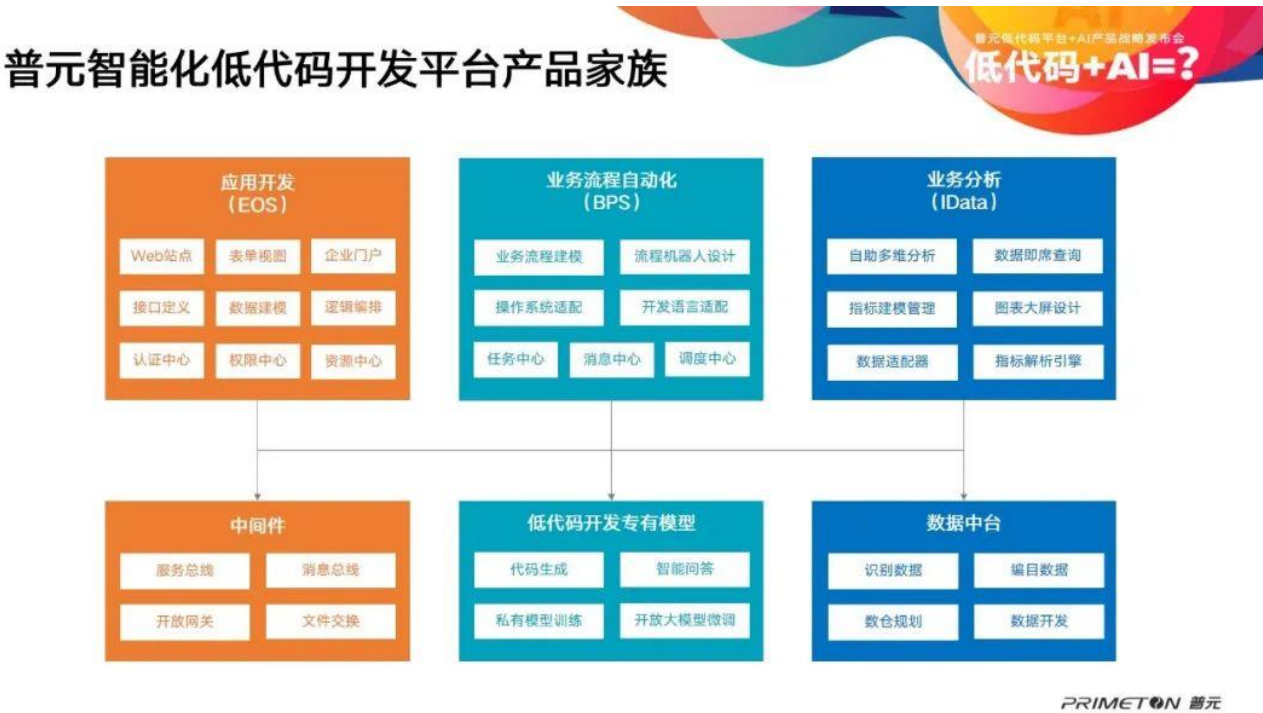 普元智能化低代码开发平台产品家族
普元低代码平台+AI产品战略发布会
低代码+AI=?
应用开发
(EOS)
Web站点 表单视图 企业门户
接口定义 数据建模 逻辑编排
认证中心 权限中心 资源中心
业务流程自动化
(BPS)
业务流程建模 流程机器人设计
操作系统适配 开发语言适配
任务中心 消息中心 调度中心
业务分析
(IData)
自助多维分析 数据即席查询
指标建模管理 图表大屏设计
数据适配器 指标解析引擎
中间件
服务总线 消息总线
开放网关 文件交换
低代码开发专有模型
代码生成 智能问答
私有模型训练 开放大模型微调
数据中台
识别数据 编目数据
数仓规划 数据开发
PRIMETON 普元